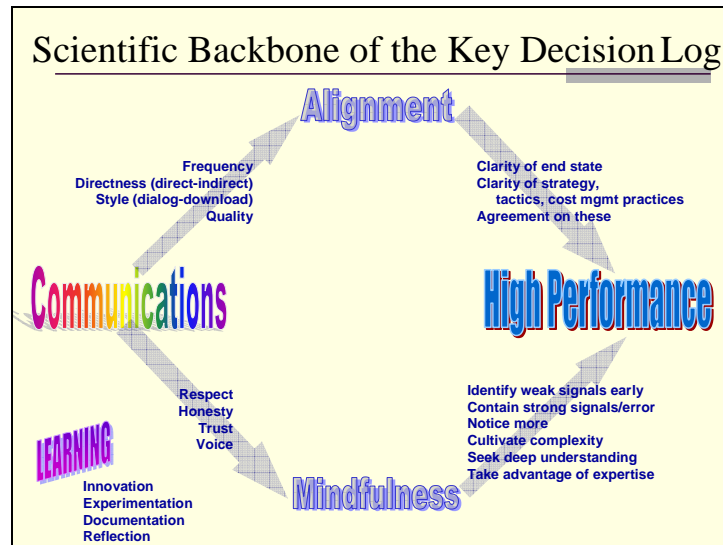 Scientific Backbone of the Key Decision Log
Alignment
Frequency
Directness (direct-indirect)
Style (dialog-download)
Quality
Clarity of end state
Clarity of strategy,
tactics, cost mgmt practices
Agreement on these
Communications
High Performance
Respect
Honesty
Trust
Voice
Identify weak signals early
Contain strong signals/error
Notice more
Cultivate complexity
Seek deep understanding
Take advantage of expertise
LEARNING
Innovation
Experimentation
Documentation
Reflection
Mindfulness